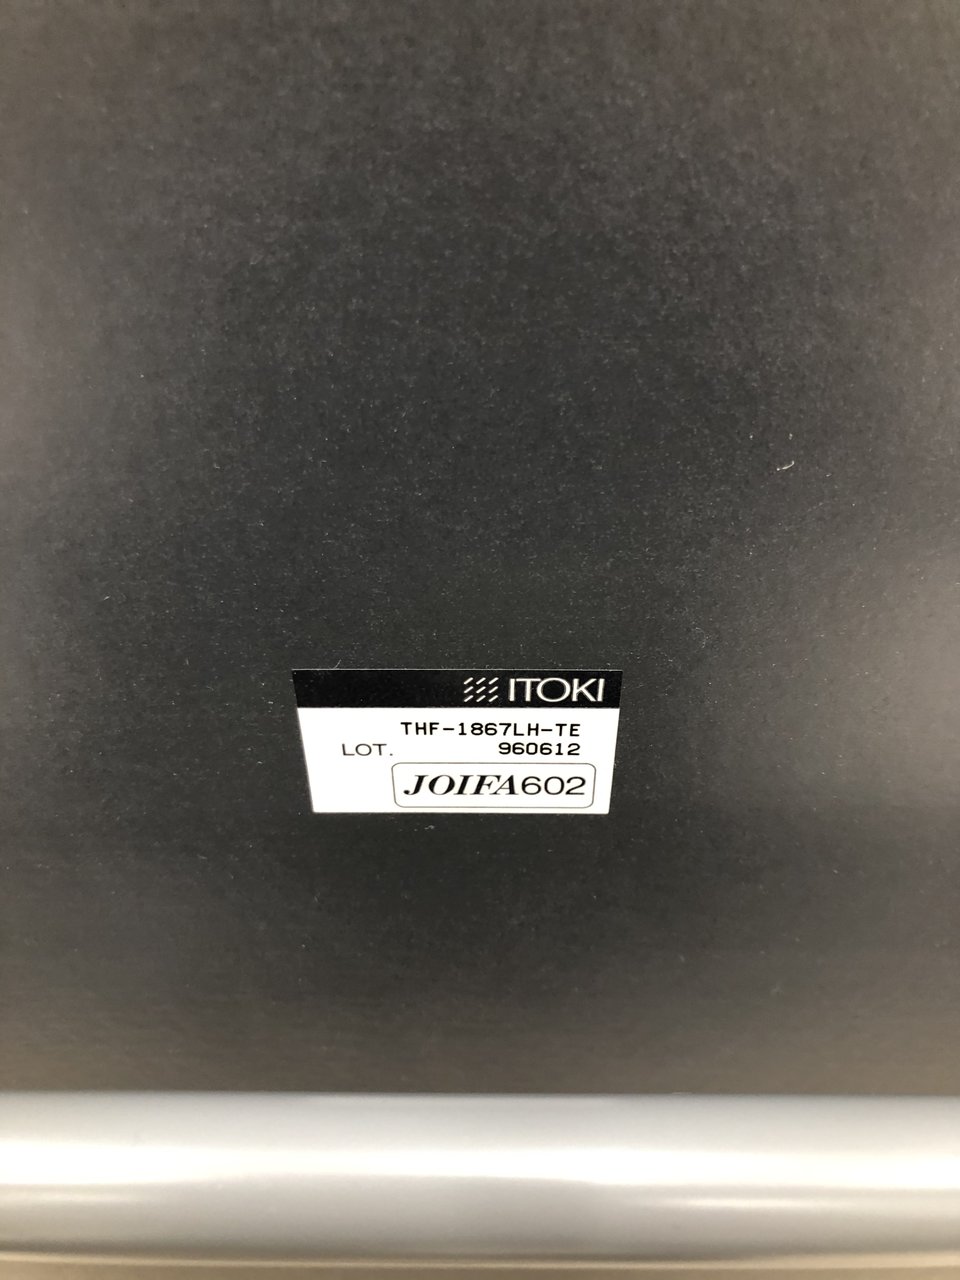 ITOKI
THF-1867LH-TE
LOT. 960612
JOIFA602